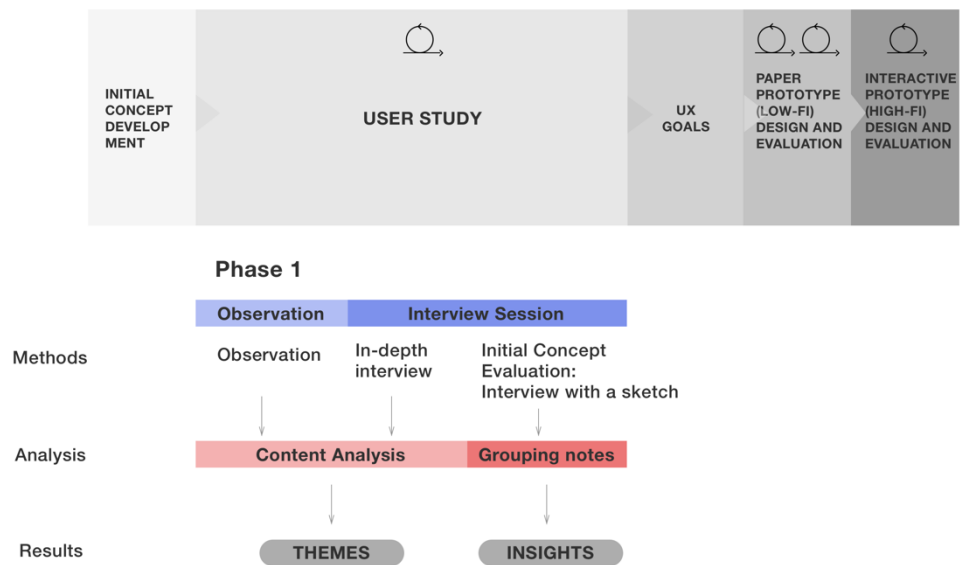 INITIAL
CONCEPT
DEVELOP
MENT
USER STUDY
UX
GOALS
PAPER
PROTOTYPE
(LOW-FI)
DESIGN AND
EVALUATION
INTERACTIVE
PROTOTYPE
(HIGH-FI)
DESIGN AND
EVALUATION
Phase 1
Observation
Interview Session
Methods
Observation
In-depth
interview
Initial Concept
Evaluation:
Interview with a sketch
Analysis
Content Analysis
Grouping notes
Results
THEMES
INSIGHTS